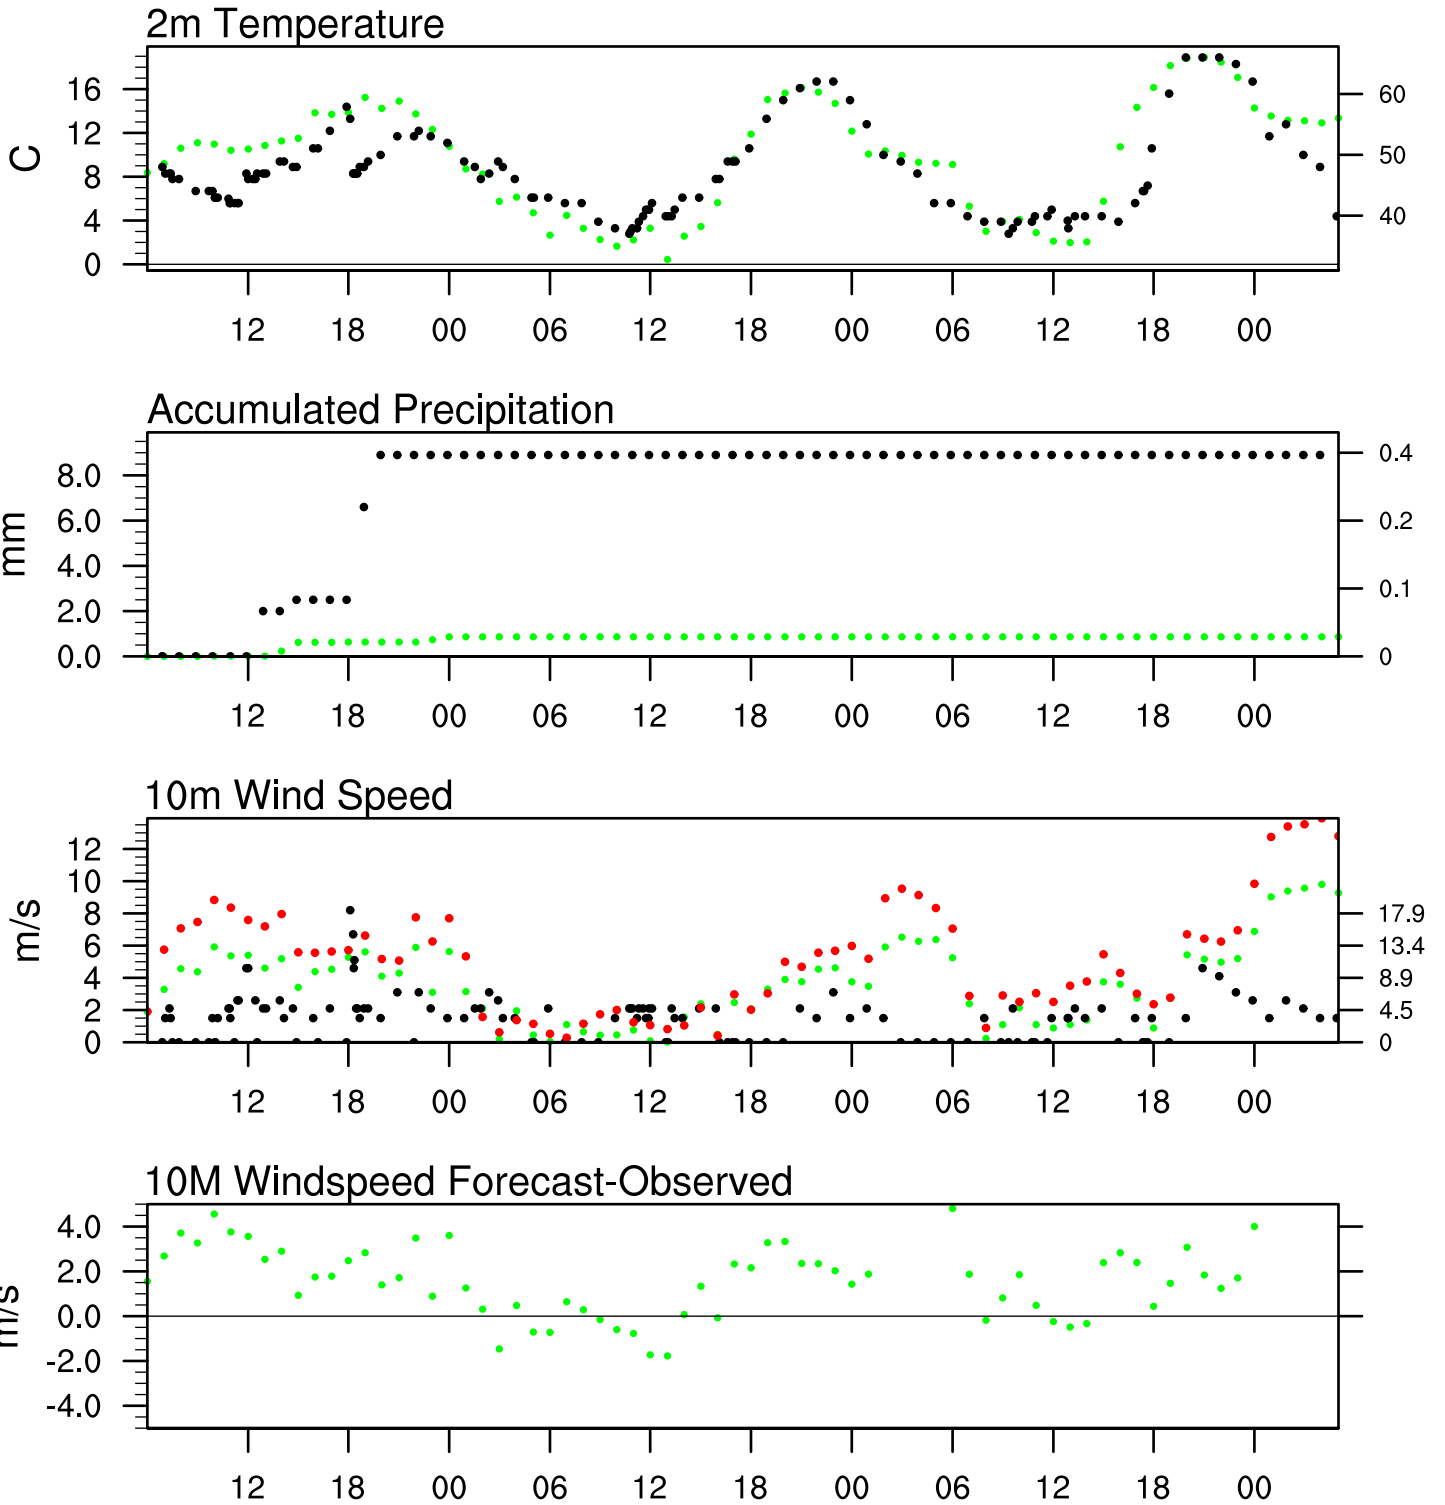 2m Temperature
C
16
12
8
4
0
60
50
40
12 18 00 06 12 18 00 06 12 18 00
Accumulated Precipitation
mm
8.0
6.0
4.0
2.0
0.0
0.4
0.2
0.1
0
12 18 00 06 12 18 00 06 12 18 00
10m Wind Speed
m/s
12
10
8
6
4
2
0
17.9
13.4
8.9
4.5
0
12 18 00 06 12 18 00 06 12 18 00
10M Windspeed Forecast-Observed
m/s
4.0
2.0
0.0
-2.0
-4.0
12 18 00 06 12 18 00 06 12 18 00